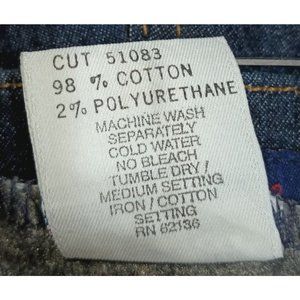 CUT 51083
98 % COTTON
2% POLYURETHANE
MACHINE WASH
SEPARATELY
COLD WATER
NO BLEACH
TUMBLE DRY /
MEDIUM SETTING
IRON / COTTON
SETTING
RN 62136